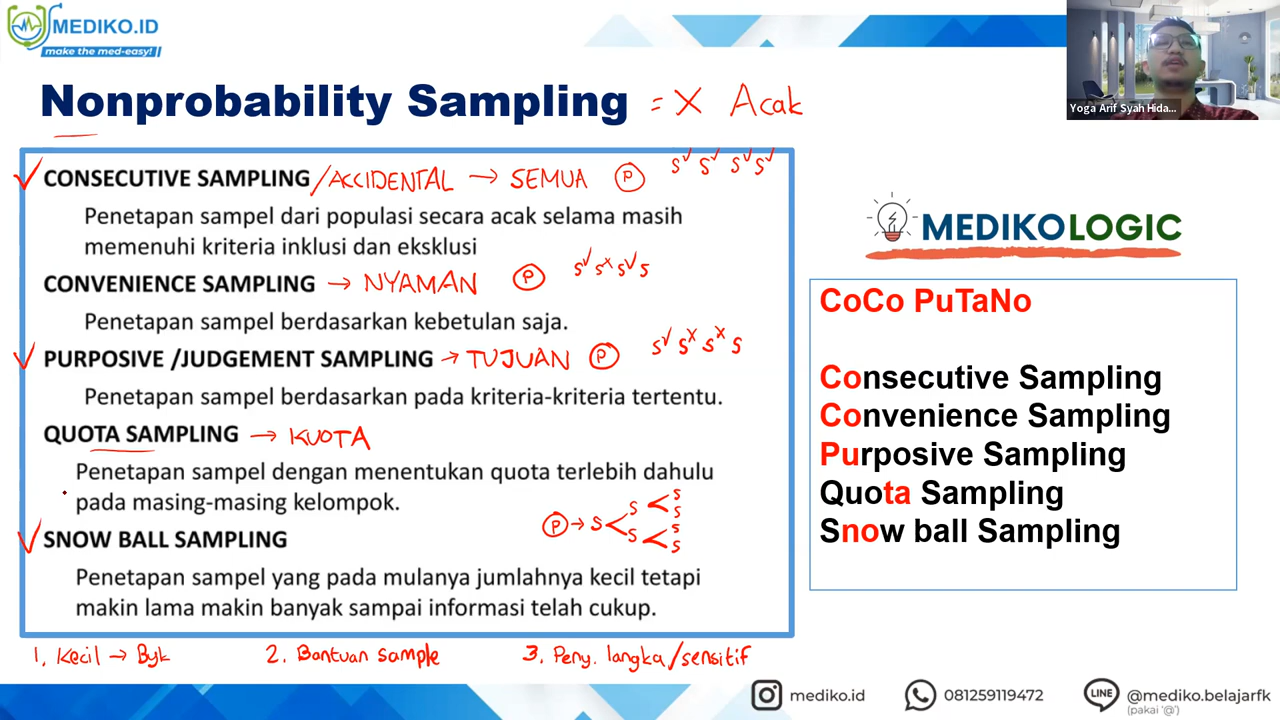 MEDIKO.ID
make the med-easy!
Nonprobability Sampling = X Acak
Yoga Arif Syah Hida...
✓ CONSECUTIVE SAMPLING /ACCIDENTAL → SEMUA P S✓ S✓ S✓ S✓
Penetapan sampel dari populasi secara acak selama masih
memenuhi kriteria inklusi dan eksklusi
CONVENIENCE SAMPLING → NYAMAN P S✓ S× S✓ S
Penetapan sampel berdasarkan kebetulan saja.
✓ PURPOSIVE /JUDGEMENT SAMPLING → TUJUAN P S✓ S× S× S
Penetapan sampel berdasarkan pada kriteria-kriteria tertentu.
QUOTA SAMPLING → KUOTA
Penetapan sampel dengan menentukan quota terlebih dahulu
pada masing-masing kelompok.
P → S < S S < S S < S S
✓ SNOW BALL SAMPLING
Penetapan sampel yang pada mulanya jumlahnya kecil tetapi
makin lama makin banyak sampai informasi telah cukup.
1. Kecil → Byk 2. Bantuan sample 3. Peny. langka/sensitif
MEDIKOLOGIC
CoCo PuTaNo
Consecutive Sampling
Convenience Sampling
Purposive Sampling
Quota Sampling
Snow ball Sampling
mediko.id 081259119472 LINE @mediko.belajarfk
(pakai '@')